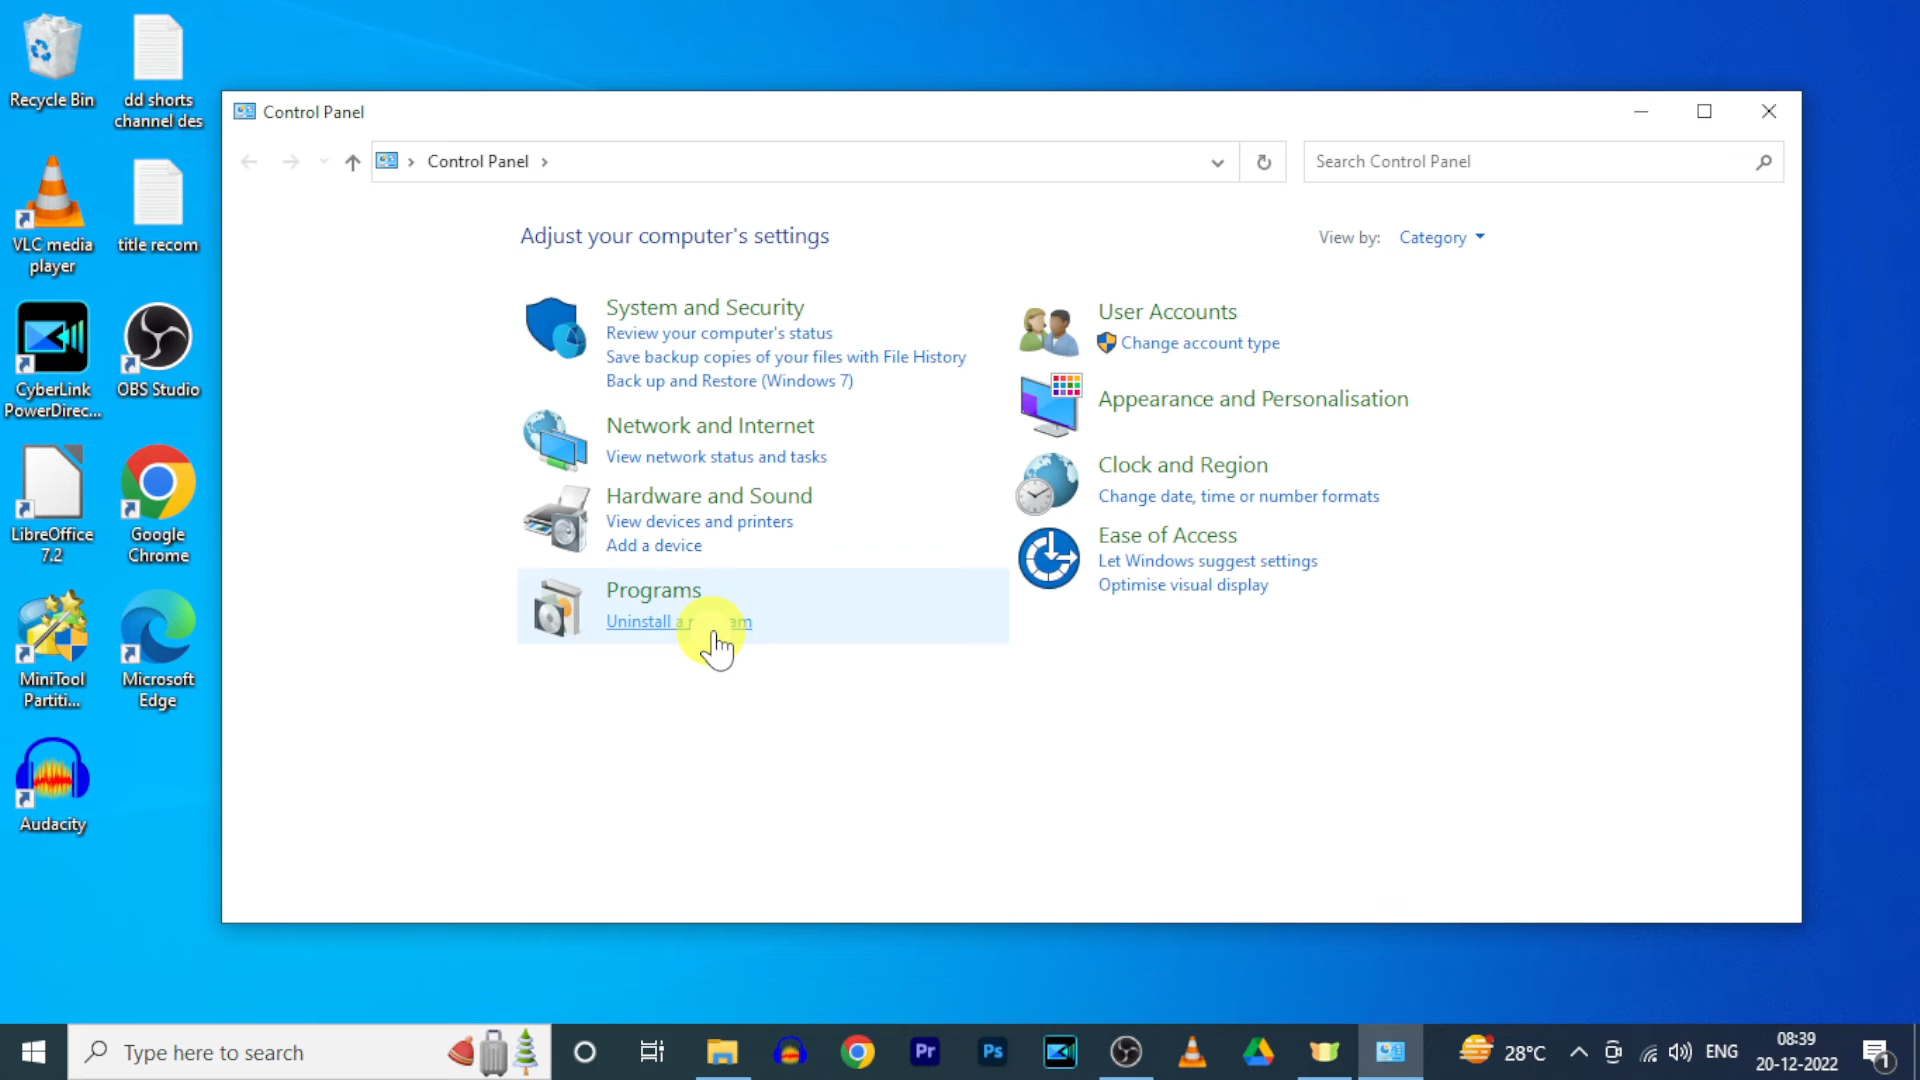 Recycle Bin
dd shorts
channel des
VLC media
player
title recom
CyberLink
PowerDirec...
OBS Studio
LibreOffice
7.2
Google
Chrome
MiniTool
Partiti...
Microsoft
Edge
Audacity
Control Panel
Control Panel
Search Control Panel
Adjust your computer's settings
View by: Category
System and Security
Review your computer's status
Save backup copies of your files with File History
Back up and Restore (Windows 7)
Network and Internet
View network status and tasks
Hardware and Sound
View devices and printers
Add a device
Programs
Uninstall a program
User Accounts
Change account type
Appearance and Personalisation
Clock and Region
Change date, time or number formats
Ease of Access
Let Windows suggest settings
Optimise visual display
Type here to search
Pr
Ps
28°C
ENG
08:39
20-12-2022
1